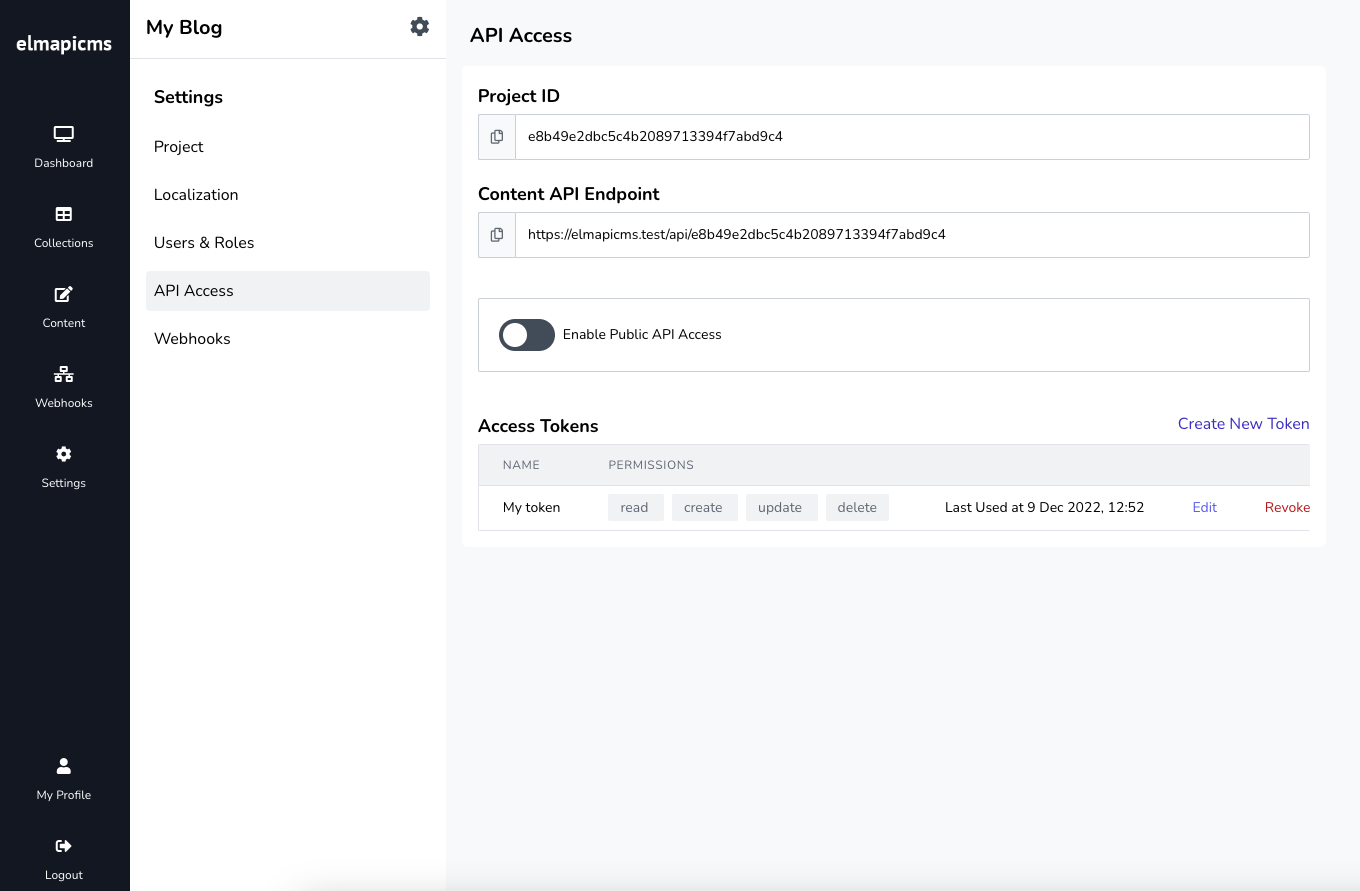 elmapicms
Dashboard
Collections
Content
Webhooks
Settings
My Profile
Logout
My Blog
Settings
Project
Localization
Users & Roles
API Access
Webhooks
API Access
Project ID
e8b49e2dbc5c4b2089713394f7abd9c4
Content API Endpoint
https://elmapicms.test/api/e8b49e2dbc5c4b2089713394f7abd9c4
Enable Public API Access
Access Tokens Create New Token
NAME PERMISSIONS
My token read create update delete Last Used at 9 Dec 2022, 12:52 Edit Revoke